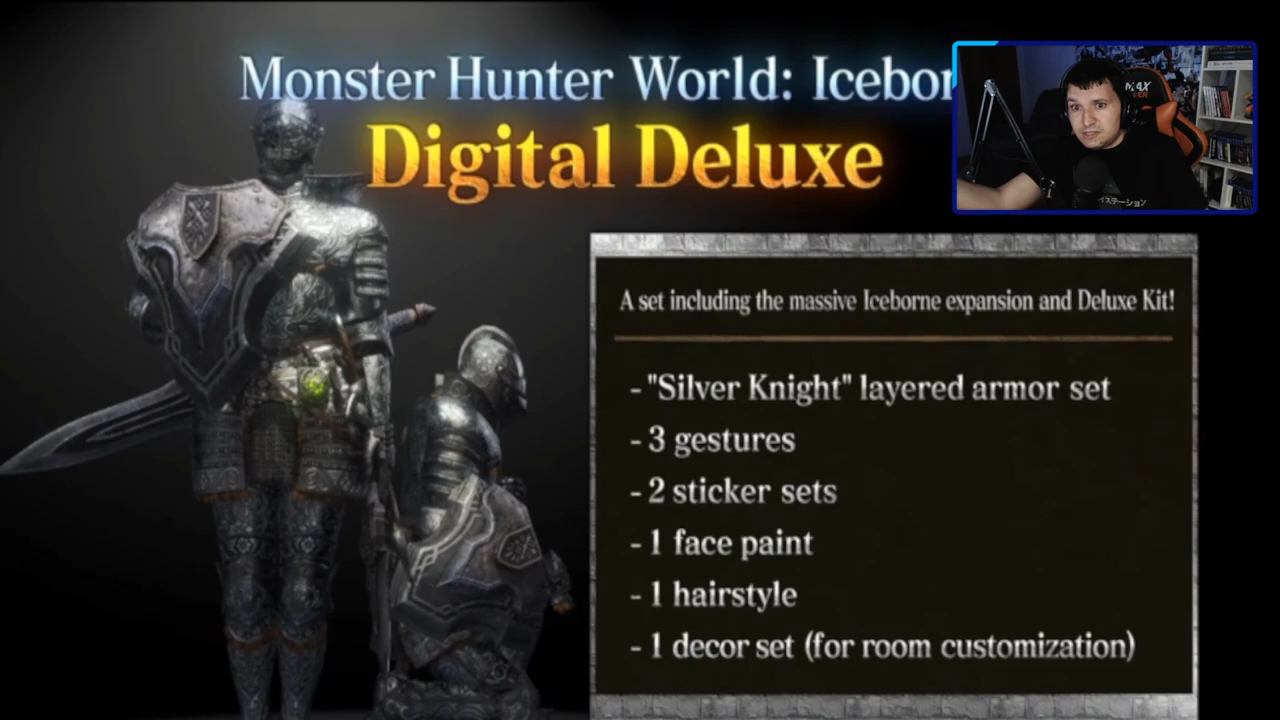 Monster Hunter World: Icebor
Digital Deluxe
A set including the massive Iceborne expansion and Deluxe Kit!
- "Silver Knight" layered armor set
- 3 gestures
- 2 sticker sets
- 1 face paint
- 1 hairstyle
- 1 decor set (for room customization)